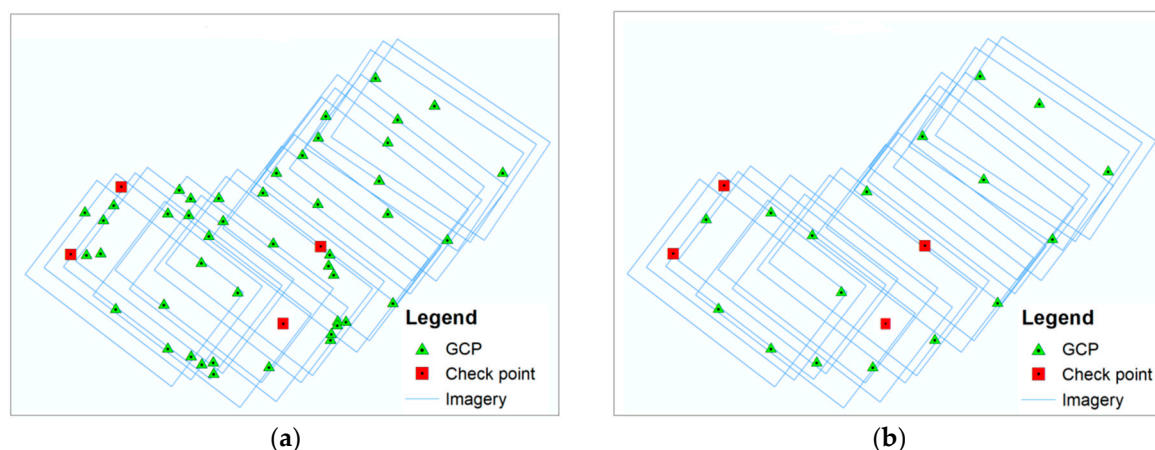 Legend
GCP
Check point
Imagery
(a)
Legend
GCP
Check point
Imagery
(b)